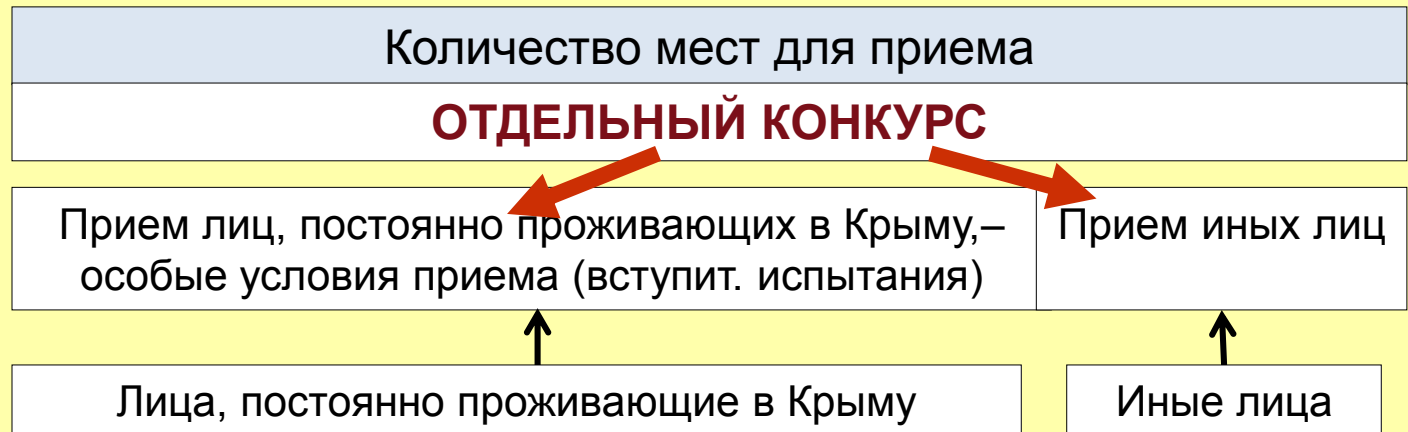 Количество мест для приема
ОТДЕЛЬНЫЙ КОНКУРС
Прием лиц, постоянно проживающих в Крыму,–
особые условия приема (вступит. испытания)
Прием иных лиц
Лица, постоянно проживающие в Крыму
Иные лица